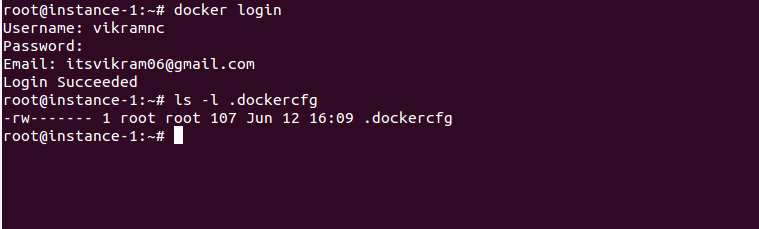 root@instance-1:~# docker login
Username: vikramnc
Password:
Email: itsvikram06@gmail.com
Login Succeeded
root@instance-1:~# ls -l .dockercfg
-rw------- 1 root root 107 Jun 12 16:09 .dockercfg
root@instance-1:~#